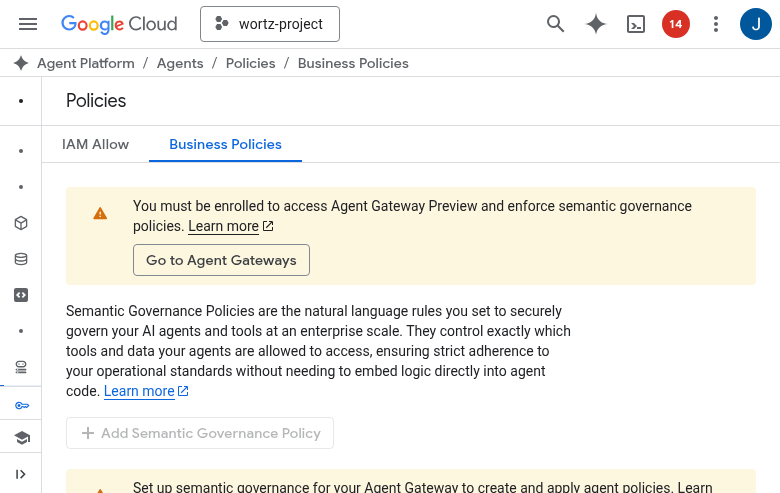 Google Cloud
wortz-project
14
J
Agent Platform / Agents / Policies / Business Policies
Policies
IAM Allow
Business Policies
You must be enrolled to access Agent Gateway Preview and enforce semantic governance
policies. Learn more
Go to Agent Gateways
Semantic Governance Policies are the natural language rules you set to securely
govern your AI agents and tools at an enterprise scale. They control exactly which
tools and data your agents are allowed to access, ensuring strict adherence to
your operational standards without needing to embed logic directly into agent
code. Learn more
Add Semantic Governance Policy
Set up semantic governance for your Agent Gateway to create and apply agent policies. Learn